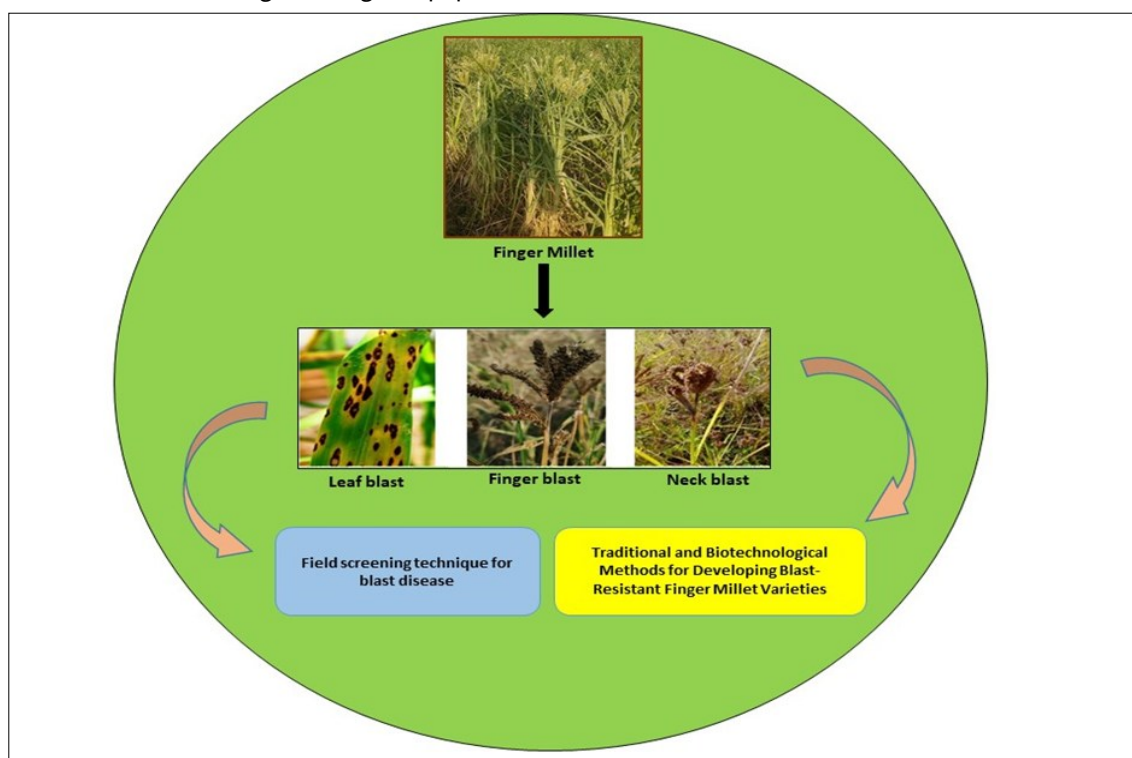 Finger Millet
Leaf blast
Finger blast
Neck blast
Field screening technique for
blast disease
Traditional and Biotechnological
Methods for Developing Blast-
Resistant Finger Millet Varieties